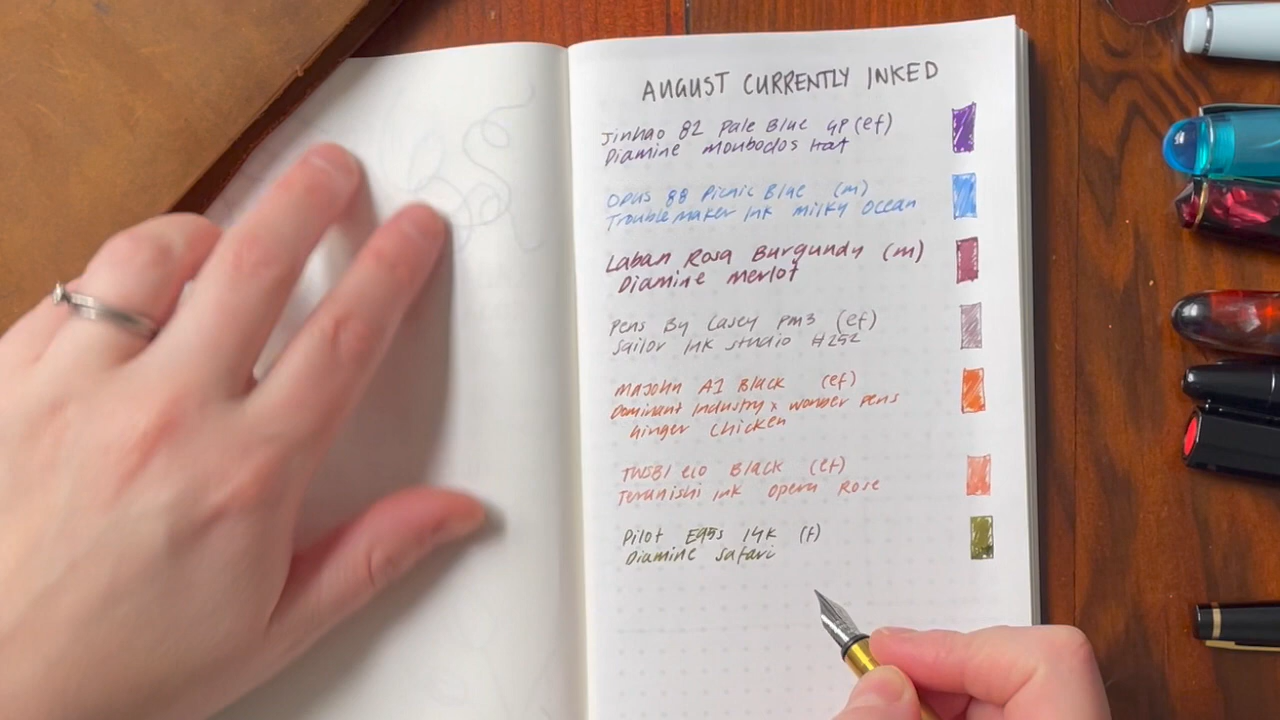 AUGUST CURRENTLY INKED
Jinhao 82 Pale Blue GP (ef)
Diamine monbodos Hat
OPUS 88 Picnic Blue (m)
Troublemaker Ink milky Ocean
Laban Rosa Burgundy (m)
Diamine merlot
Pens By Casey PM3 (ef)
Sailor Ink studio #252
MAJOHN A1 Black (ef)
Dominant Industry x wonder pens
hinger chicken
TWSBI eco Black (ef)
Teranishi ink opera Rose
Pilot E95s 14k (f)
Diamine safari